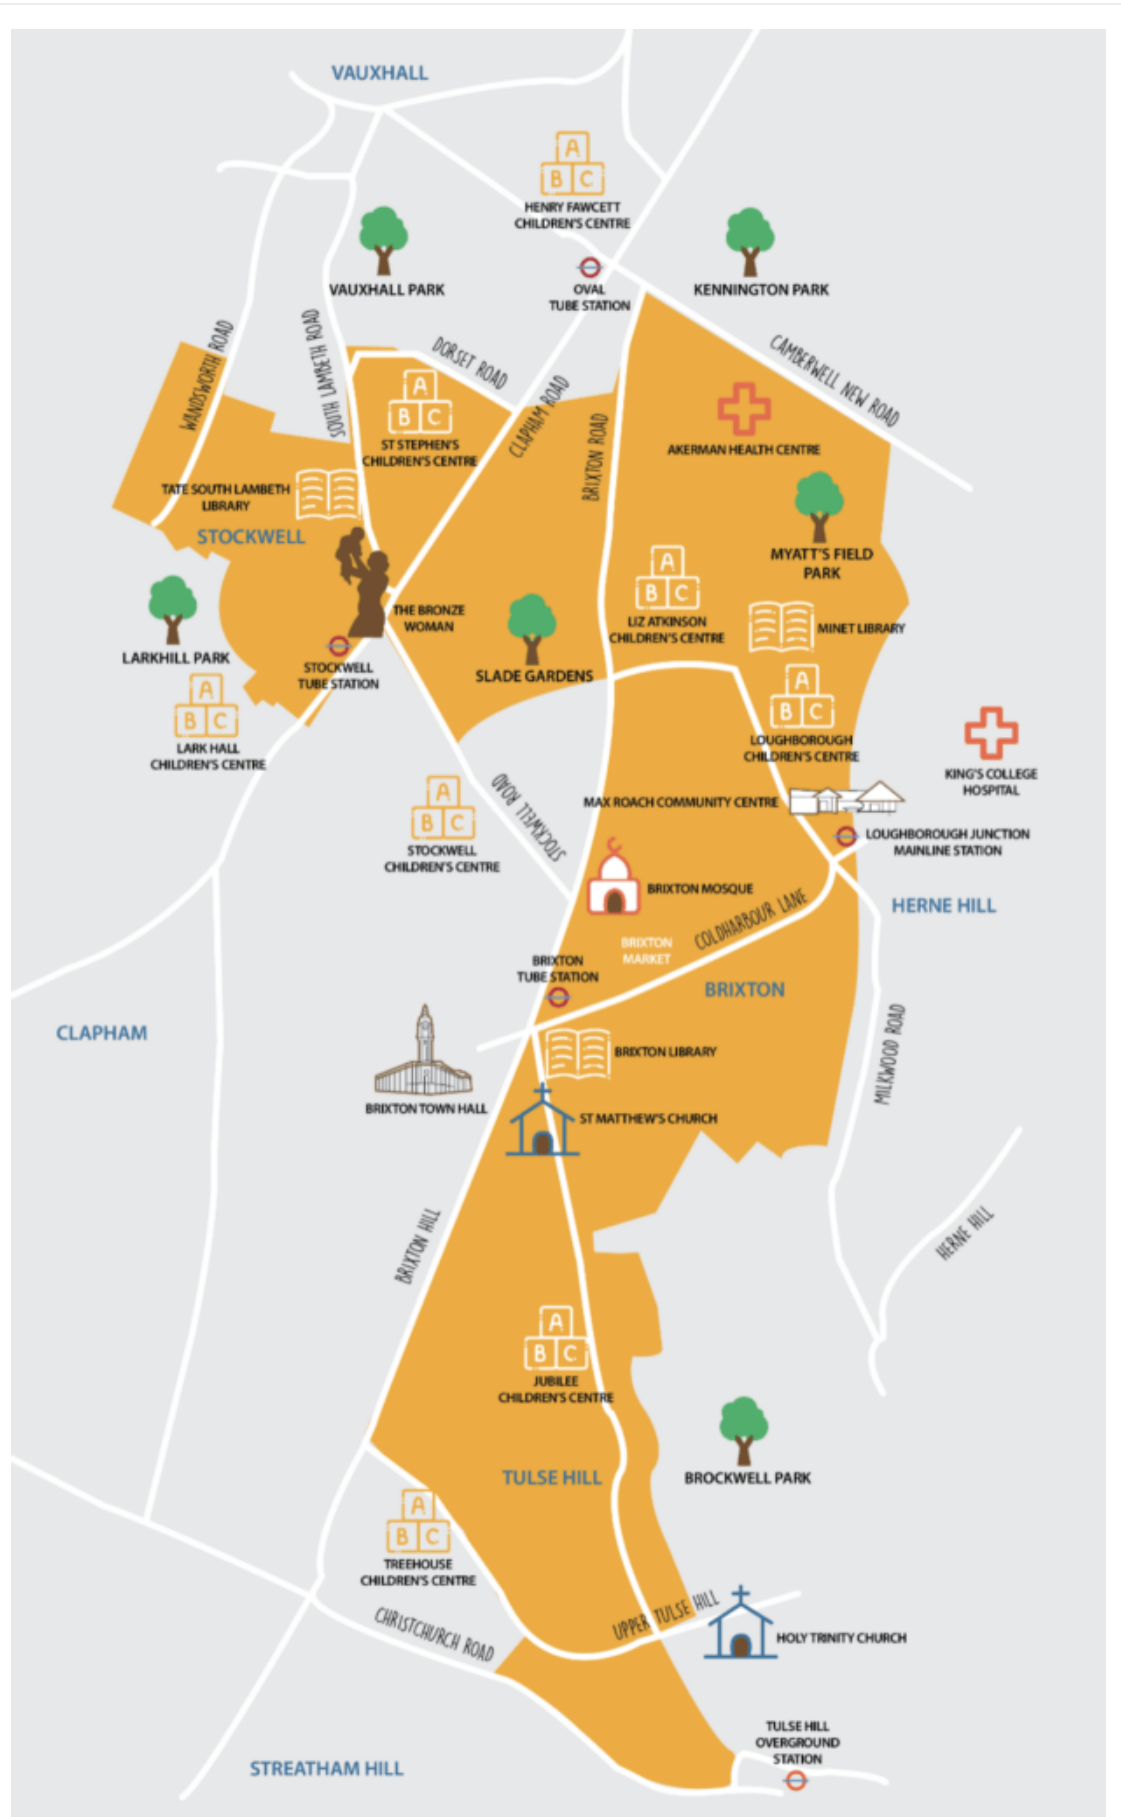 VAUXHALL
A
B C
HENRY FAWCETT
CHILDREN'S CENTRE
VAUXHALL PARK
OVAL
TUBE STATION
KENNINGTON PARK
WANDSWORTH ROAD
SOUTH LAMBETH ROAD
DORSET ROAD
CLAPHAM ROAD
BRIXTON ROAD
CAMBERWELL NEW ROAD
A
B C
ST STEPHEN'S
CHILDREN'S CENTRE
AKERMAN HEALTH CENTRE
TATE SOUTH LAMBETH
LIBRARY
STOCKWELL
MYATT'S FIELD
PARK
A
B C
LIZ ATKINSON
CHILDREN'S CENTRE
THE BRONZE
WOMAN
MINET LIBRARY
LARKHILL PARK
STOCKWELL
TUBE STATION
SLADE GARDENS
A
B C
LARK HALL
CHILDREN'S CENTRE
A
B C
LOUGHBOROUGH
CHILDREN'S CENTRE
KING'S COLLEGE
HOSPITAL
A
B C
STOCKWELL
CHILDREN'S CENTRE
STOCKWELL ROAD
MAX ROACH COMMUNITY CENTRE
LOUGHBOROUGH JUNCTION
MAINLINE STATION
BRIXTON MOSQUE
HERNE HILL
COLDHARBOUR LANE
BRIXTON
MARKET
BRIXTON
TUBE STATION
BRIXTON
CLAPHAM
BRIXTON LIBRARY
MILKWOOD ROAD
BRIXTON TOWN HALL
ST MATTHEW'S CHURCH
BRIXTON HILL
HERNE HILL
A
B C
JUBILEE
CHILDREN'S CENTRE
TULSE HILL
BROCKWELL PARK
A
B C
TREEHOUSE
CHILDREN'S CENTRE
CHRISTCHURCH ROAD
UPPER TULSE HILL
HOLY TRINITY CHURCH
TULSE HILL
OVERGROUND
STATION
STREATHAM HILL